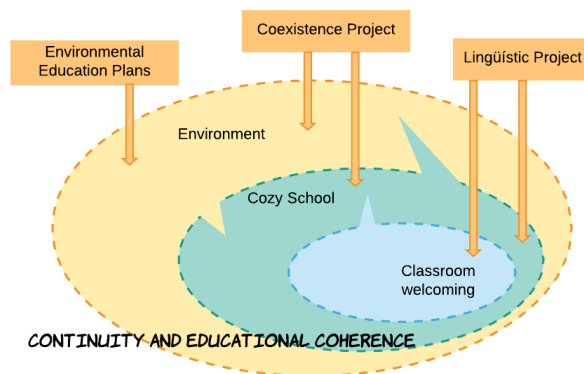 Coexistence Project
Environmental
Education Plans
Lingüístic Project
Environment
Cozy School
Classroom
welcoming
CONTINUITY AND EDUCATIONAL COHERENCE